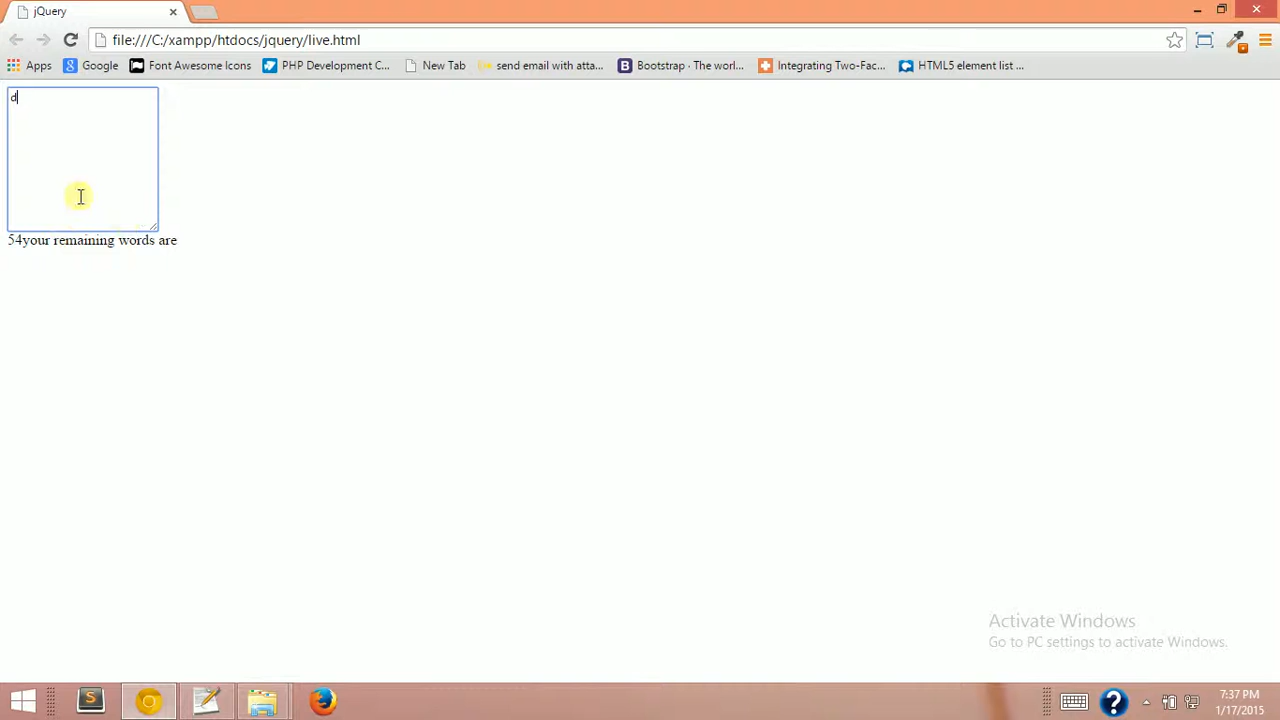 jQuery
file:///C:/xampp/htdocs/jquery/live.html
Apps Google Font Awesome Icons PHP Development C... New Tab send email with atta... Bootstrap · The worl... Integrating Two-Fac... HTML5 element list ...
d
54your remaining words are
Activate Windows
Go to PC settings to activate Windows.
7:37 PM
1/17/2015